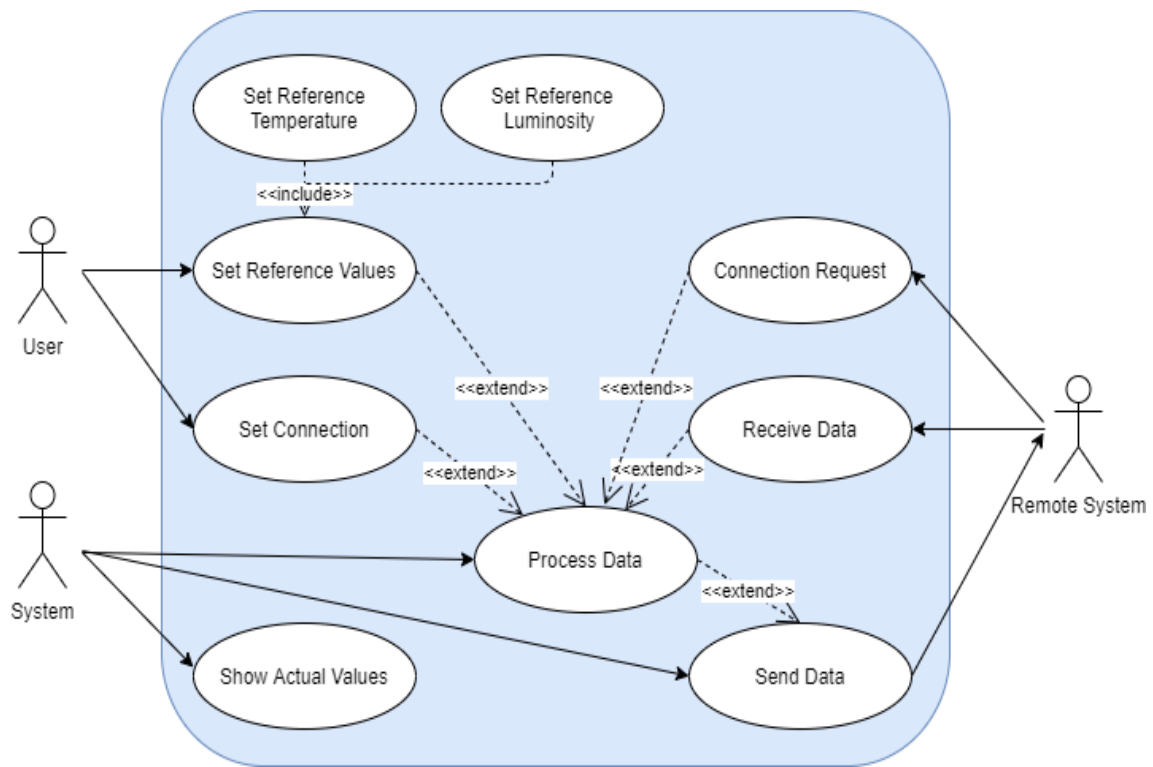 Set Reference
Temperature
Set Reference
Luminosity
<<include>>
Set Reference Values
Connection Request
User
<<extend>>
<<extend>>
Set Connection
Receive Data
<<extend>>
<<extend>>
Remote System
System
Process Data
<<extend>>
Show Actual Values
Send Data